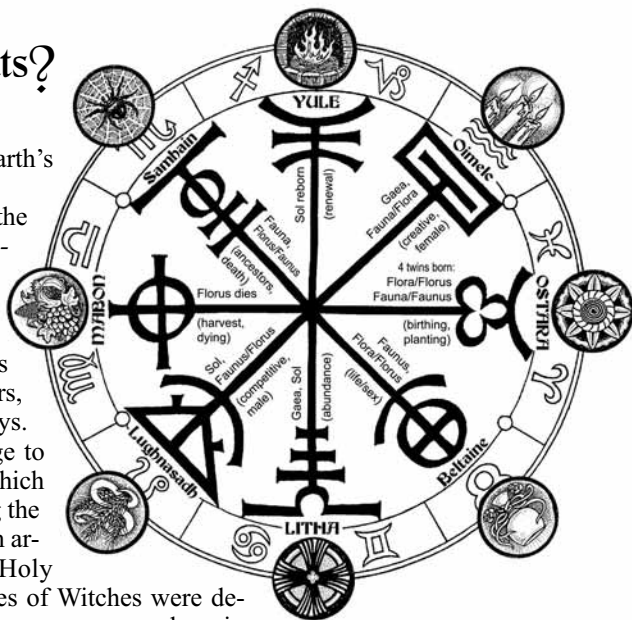 ts?
arth's
the
-
s
rs,
ys.
ge to
hich
g the
n ar-
Holy
es of Witches were de-
YULE
Sol reborn
(renewal)
Oimelc
Gaea,
Fauna/Flora
(creative,
female)
OSTARA
4 twins born:
Flora/Florus
Fauna/Faunus
(birthing,
planting)
Beltaine
Faunus,
Flora/Florus
(life/sex)
LITHA
Gaea, Sol
(abundance)
Lughnasadh
Sol,
Faunus/Florus
(competitive,
male)
MABON
Florus dies
(harvest,
dying)
Samhain
Fauna,
Florus/Faunus
(ancestors,
death)